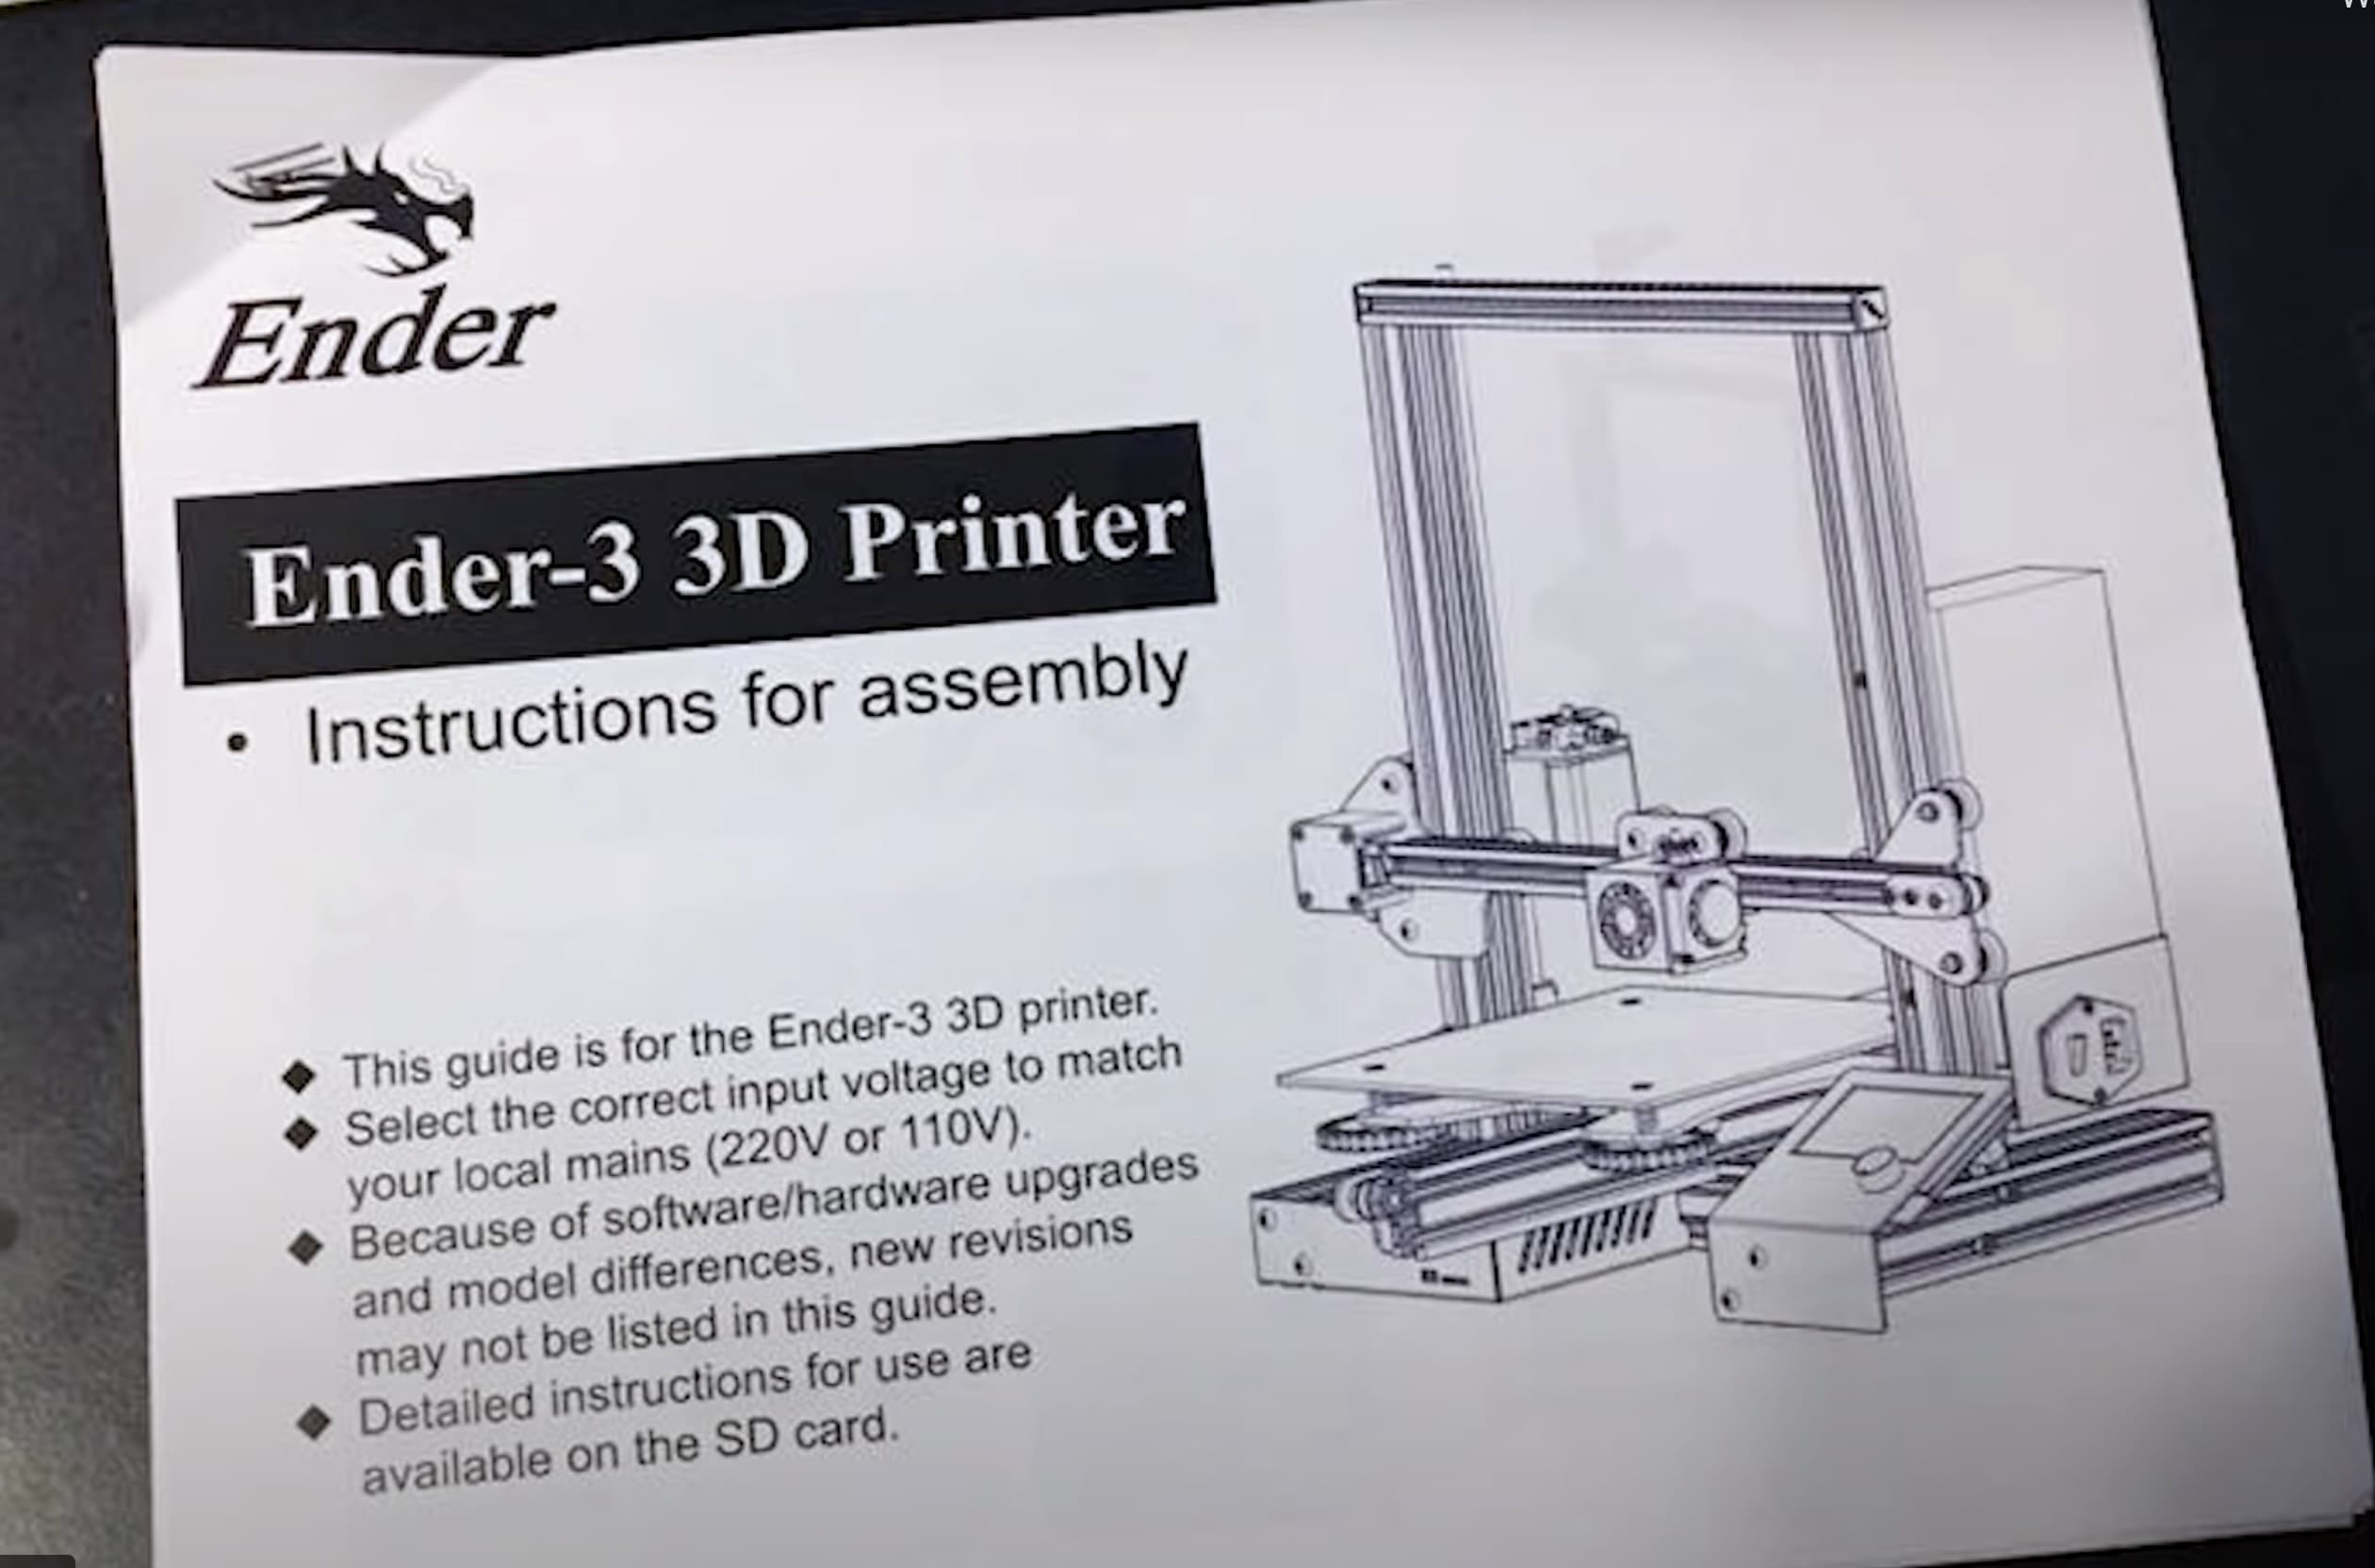 Ender
Ender-3 3D Printer
• Instructions for assembly
◆ This guide is for the Ender-3 3D printer.
◆ Select the correct input voltage to match
your local mains (220V or 110V).
◆ Because of software/hardware upgrades
and model differences, new revisions
may not be listed in this guide.
◆ Detailed instructions for use are
available on the SD card.